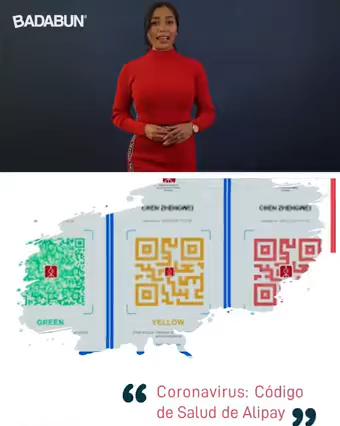 BADABUN
CHEN ZHENGWEI
CHEN ZHENGWEI
GREEN
YELLOW
“ Coronavirus: Código
de Salud de Alipay ”